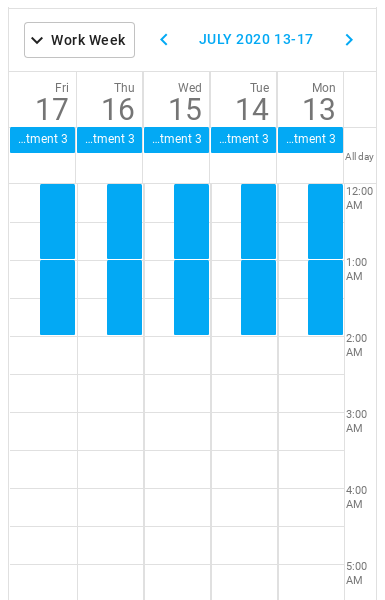 Work Week
JULY 2020 13-17
Fri Thu Wed Tue Mon
17 16 15 14 13
...tment 3 ...tment 3 ...tment 3 ...tment 3 ...tment 3
All day
12:00
AM
1:00
AM
2:00
AM
3:00
AM
4:00
AM
5:00
AM